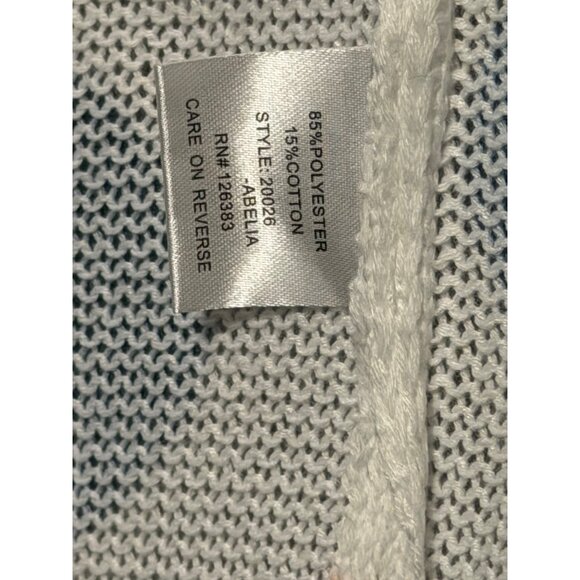 85%POLYESTER
15%COTTON
STYLE: 20026
-ABELIA
RN# 126383
CARE ON REVERSE